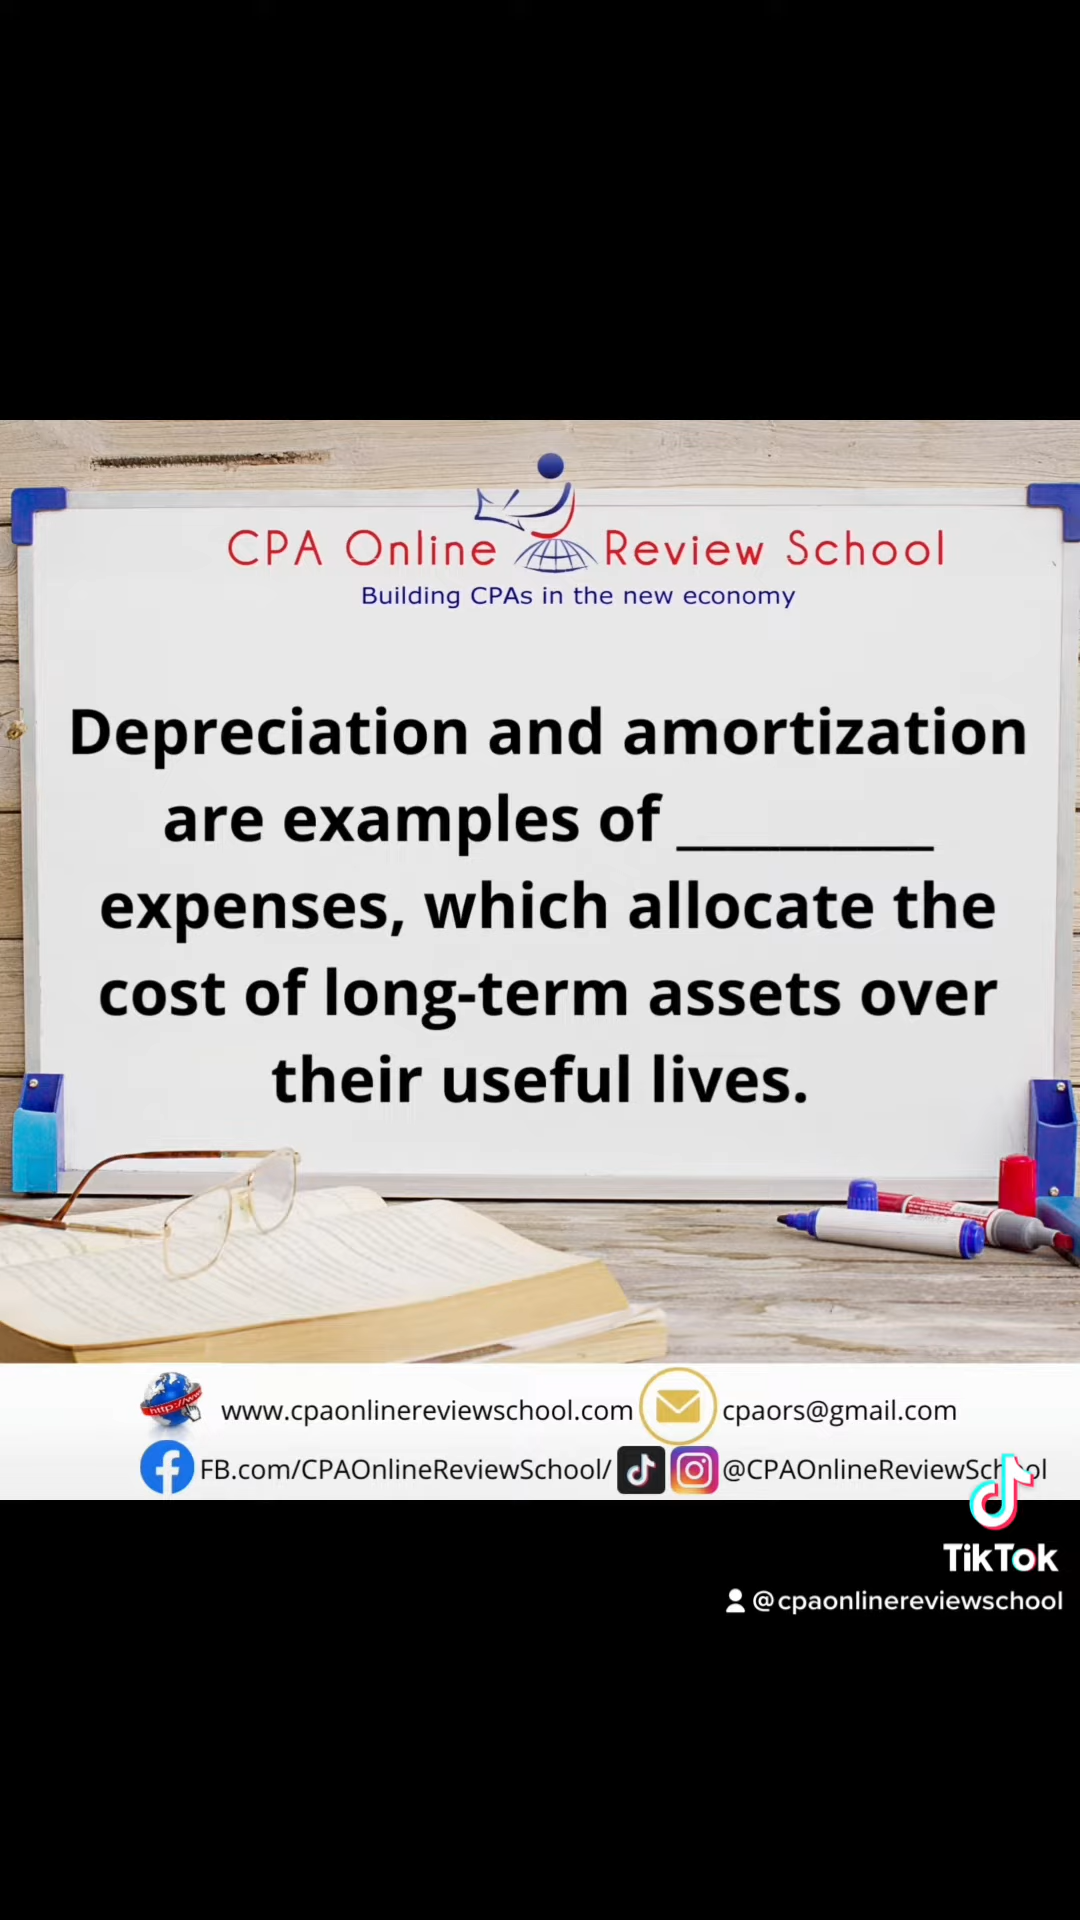 CPA Online Review School
Building CPAs in the new economy
Depreciation and amortization
are examples of __________
expenses, which allocate the
cost of long-term assets over
their useful lives.
www.cpaonlinereviewschool.com cpaors@gmail.com
FB.com/CPAOnlineReviewSchool/ @CPAOnlineReviewSchool
TikTok
@cpaonlinereviewschool